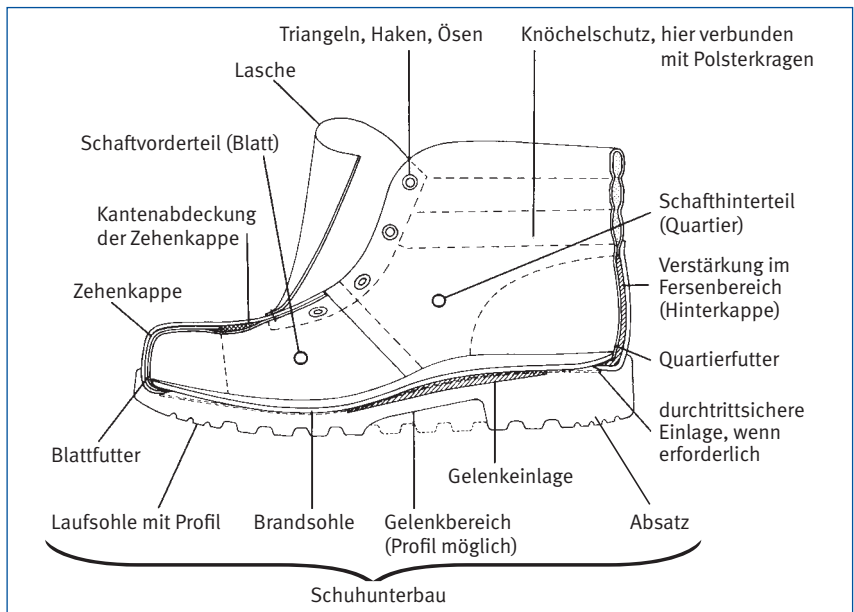 Triangeln, Haken, Ösen
Knöchelschutz, hier verbunden
mit Polsterkragen
Lasche
Schaftvorderteil (Blatt)
Kantenabdeckung
der Zehenkappe
Zehenkappe
Schafthinterteil
(Quartier)
Verstärkung im
Fersenbereich
(Hinterkappe)
Quartierfutter
durchtrittsichere
Einlage, wenn
erforderlich
Blattfutter
Gelenkeinlage
Laufsohle mit Profil
Brandsohle
Gelenkbereich
(Profil möglich)
Absatz
Schuhunterbau